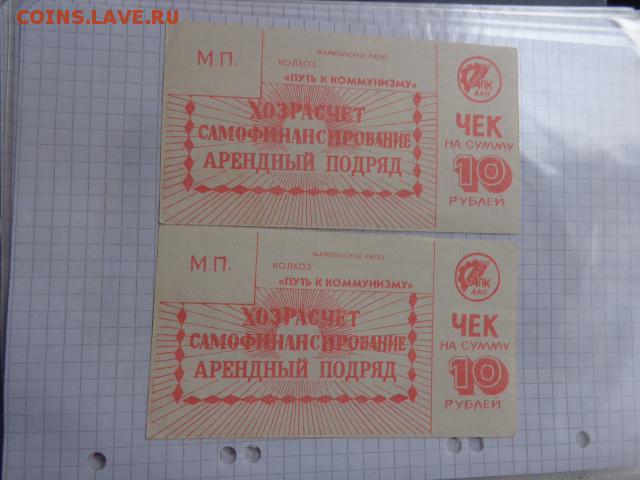 COINS.LAVE.RU
МАЙКОПСКОЕ РАПО
М.П.
КОЛХОЗ
«ПУТЬ К КОММУНИЗМУ»
ХОЗРАСЧЕТ
САМОФИНАНСИРОВАНИЕ
АРЕНДНЫЙ ПОДРЯД
АПК
ААО
ЧЕК
НА СУММУ
10
РУБЛЕЙ
МАЙКОПСКОЕ РАПО
М.П.
КОЛХОЗ
«ПУТЬ К КОММУНИЗМУ»
ХОЗРАСЧЕТ
САМОФИНАНСИРОВАНИЕ
АРЕНДНЫЙ ПОДРЯД
АПК
ААО
ЧЕК
НА СУММУ
10
РУБЛЕЙ